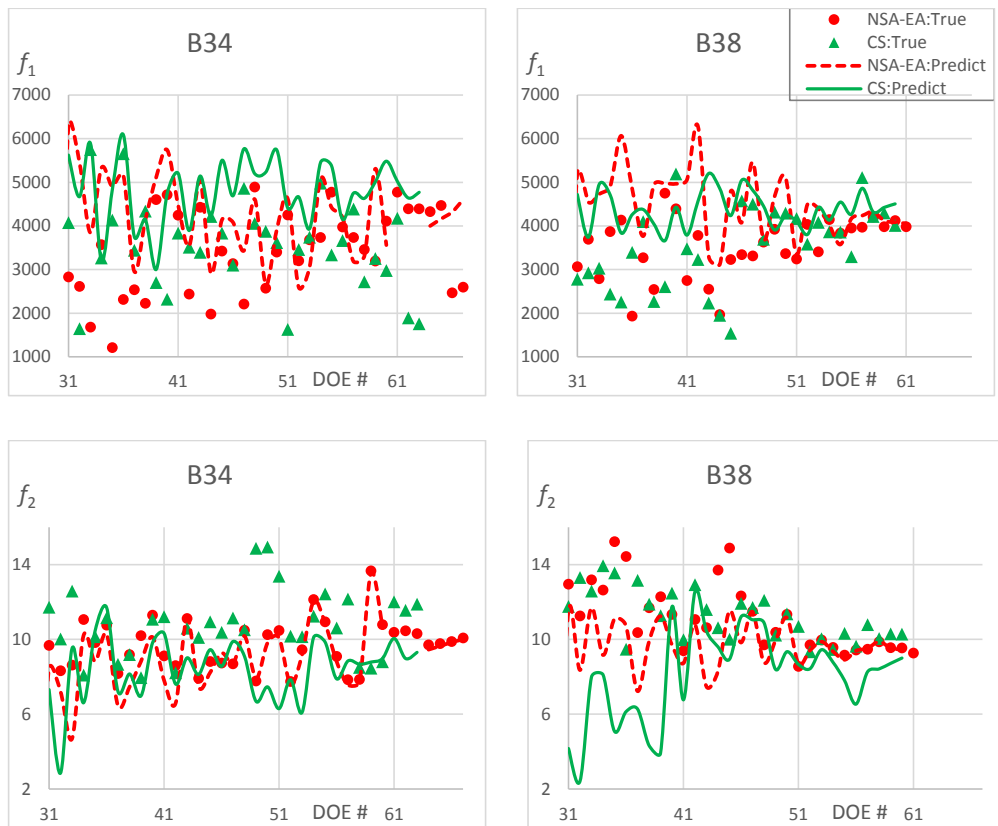 B34
f1
7000
6000
5000
4000
3000
2000
1000
31
41
51
DOE #
61
B38
f1
NSA-EA:True
CS:True
NSA-EA:Predict
CS:Predict
7000
6000
5000
4000
3000
2000
1000
31
41
51
DOE #
61
B34
f2
14
10
6
2
31
41
51
DOE #
61
B38
f2
14
10
6
2
31
41
51
DOE #
61